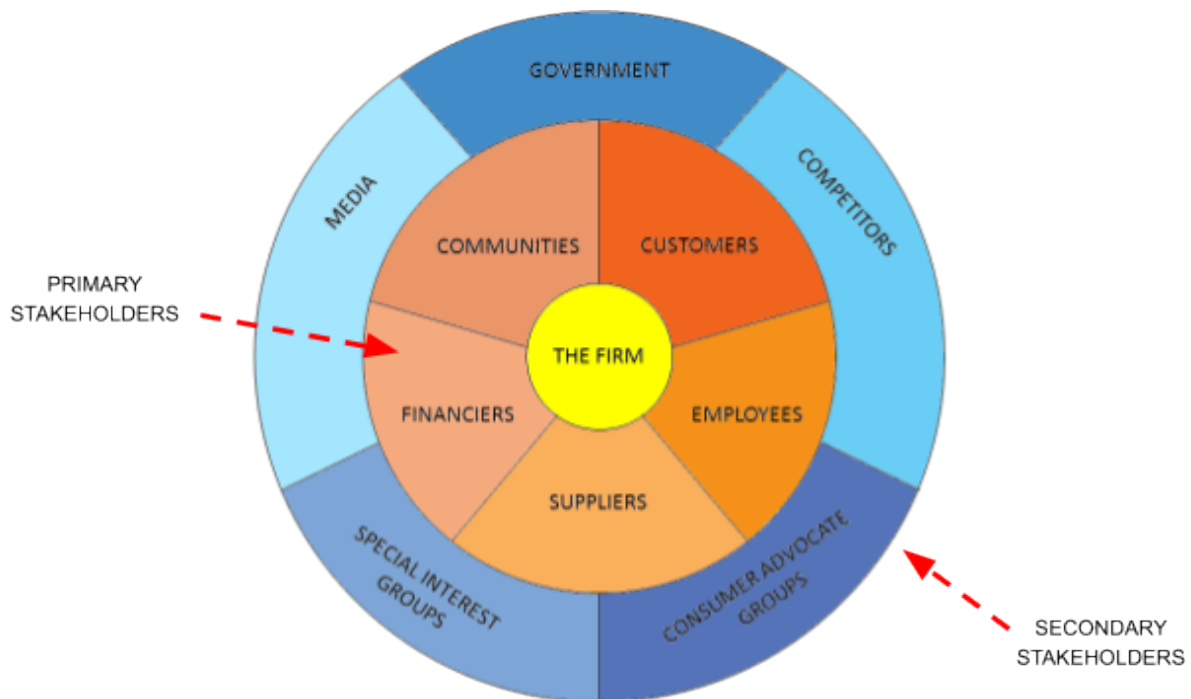 GOVERNMENT
MEDIA
COMPETITORS
COMMUNITIES
CUSTOMERS
PRIMARY
STAKEHOLDERS
THE FIRM
FINANCIERS
EMPLOYEES
SUPPLIERS
SPECIAL INTEREST
GROUPS
CONSUMER ADVOCATE
GROUPS
SECONDARY
STAKEHOLDERS